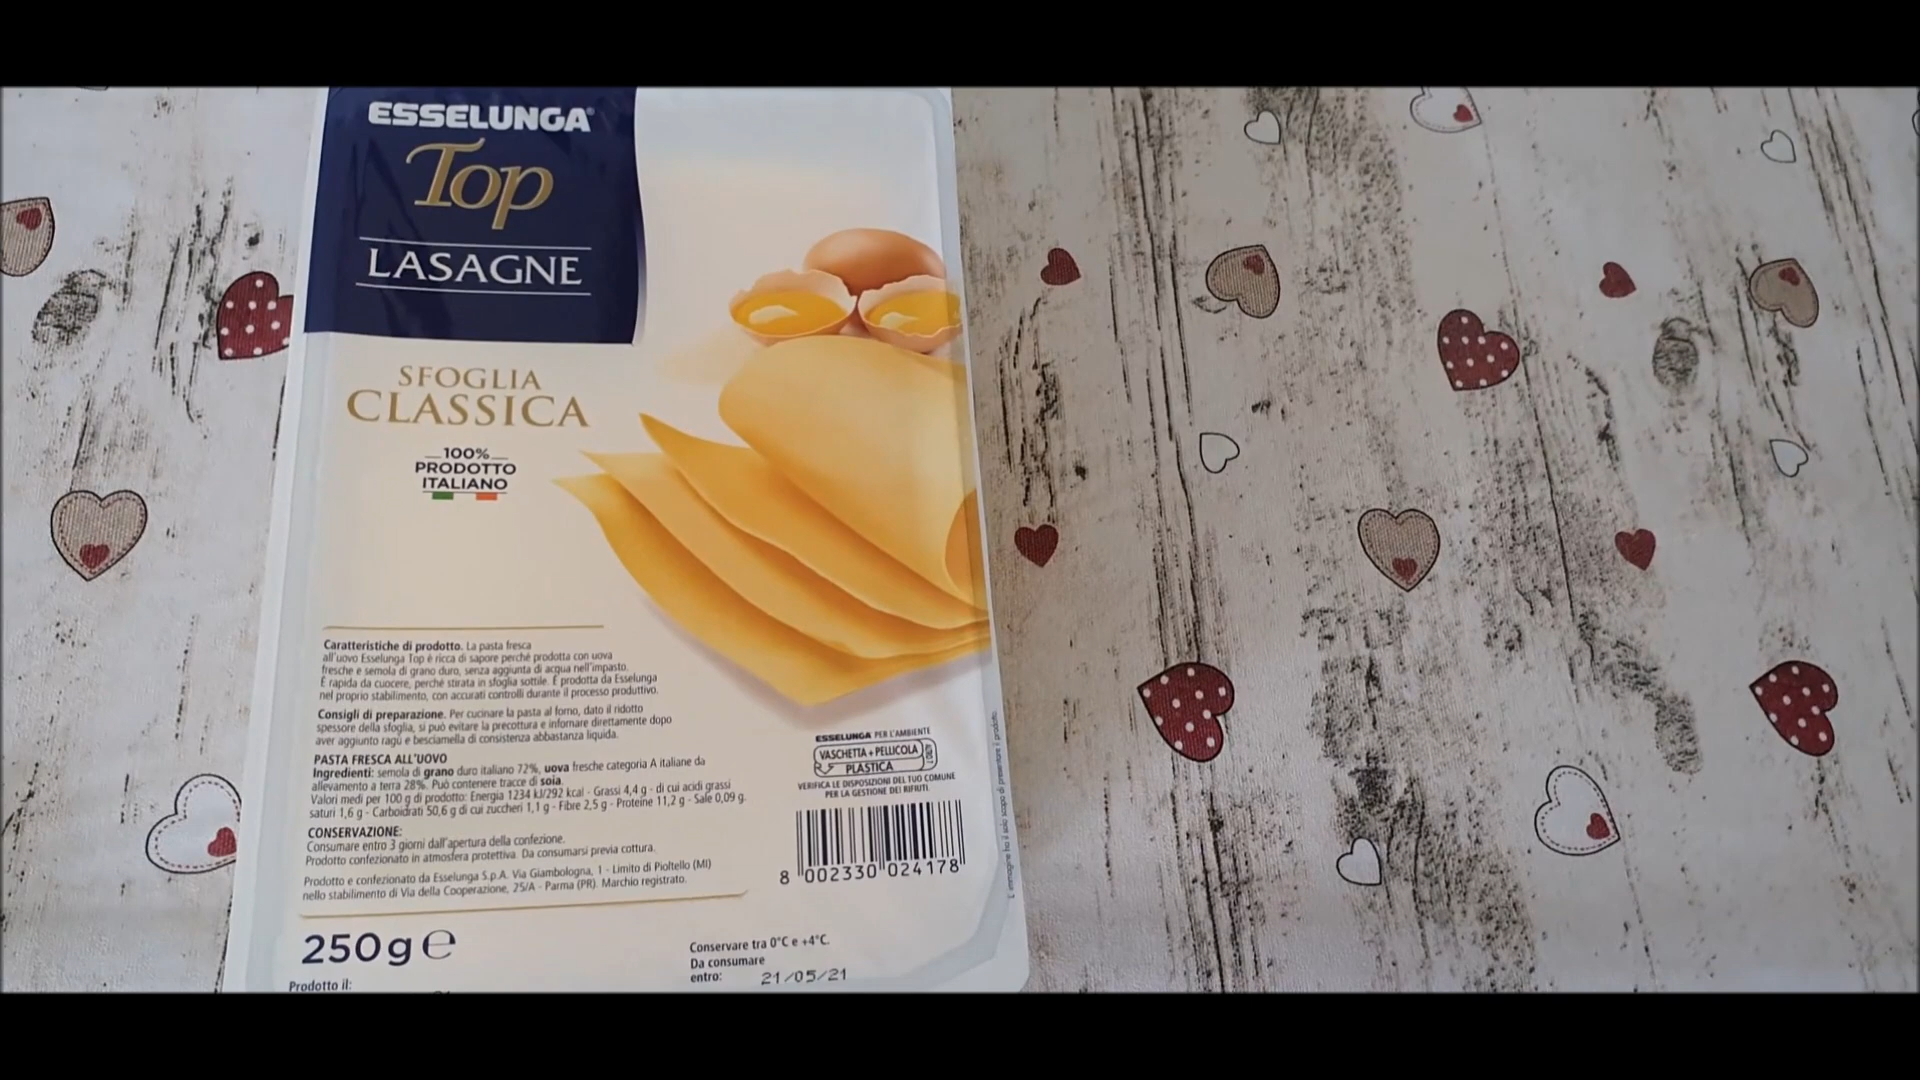 ESSELUNGA®
Top
LASAGNE
SFOGLIA
CLASSICA
100%
PRODOTTO
ITALIANO
Caratteristiche di prodotto. La pasta fresca
all'uovo Esselunga Top è ricca di sapore perché prodotta con uova
fresche e semola di grano duro, senza aggiunta di acqua nell'impasto.
È rapida da cuocere, perché stirata in sfoglia sottile. È prodotta da Esselunga
nel proprio stabilimento, con accurati controlli durante il processo produttivo.
Consigli di preparazione. Per cucinare la pasta al forno, dato il ridotto
spessore della sfoglia, si può evitare la precottura e infornare direttamente dopo
aver aggiunto ragù e besciamella di consistenza abbastanza liquida.
PASTA FRESCA ALL'UOVO
Ingredienti: semola di grano duro italiano 72%, uova fresche categoria A italiane da
allevamento a terra 28%. Può contenere tracce di soia.
Valori medi per 100 g di prodotto: Energia 1234 kJ/292 kcal - Grassi 4,4 g - di cui acidi grassi
saturi 1,6 g - Carboidrati 50,6 g di cui zuccheri 1,1 g - Fibre 2,5 g - Proteine 11,2 g - Sale 0,09 g.
CONSERVAZIONE:
Consumare entro 3 giorni dall'apertura della confezione.
Prodotto confezionato in atmosfera protettiva. Da consumarsi previa cottura.
Prodotto e confezionato da Esselunga S.p.A. Via Giambologna, 1 - Limito di Pioltello (MI)
nello stabilimento di Via della Cooperazione, 25/A - Parma (PR). Marchio registrato.
ESSELUNGA PER L'AMBIENTE
VASCHETTA + PELLICOLA
PLASTICA
VERIFICA LE DISPOSIZIONI DEL TUO COMUNE
PER LA GESTIONE DEI RIFIUTI.
8 002330 024178
L'immagine ha il solo scopo di presentare il prodotto.
250 g e
Conservare tra 0°C e +4°C.
Da consumare
entro: 21/05/21
Prodotto il: